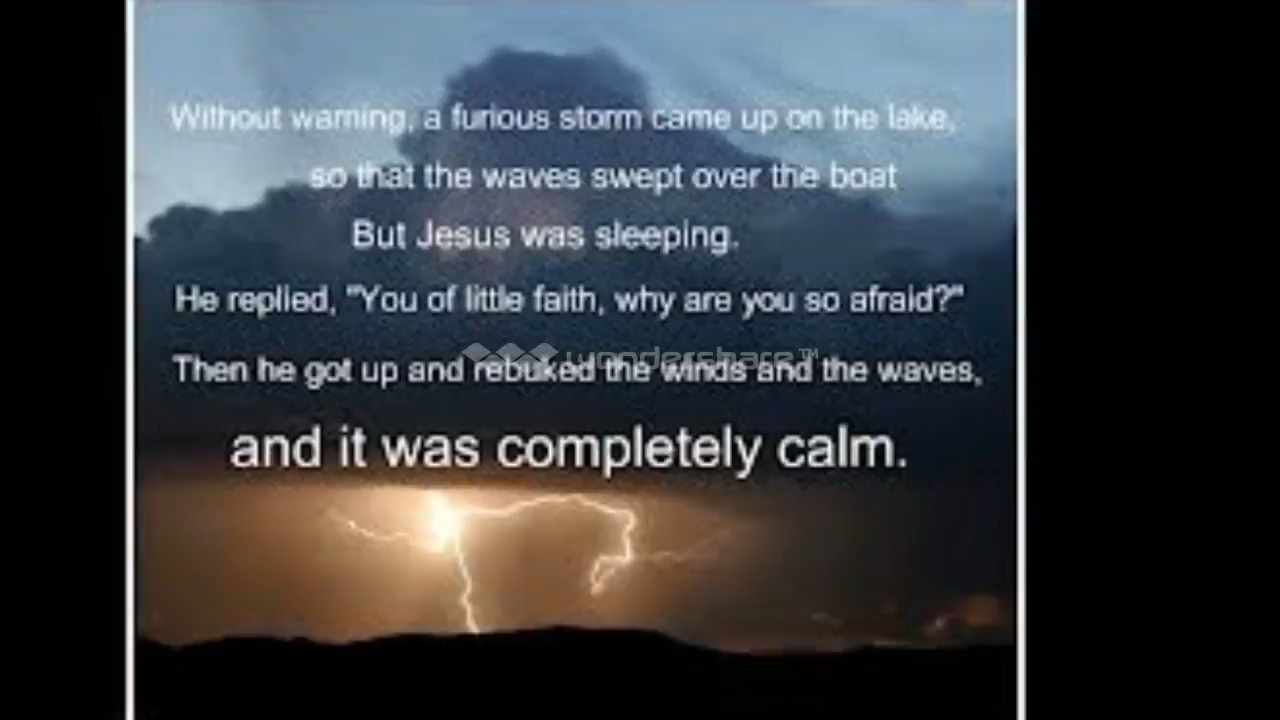 Without warning, a furious storm came up on the lake,
so that the waves swept over the boat
But Jesus was sleeping.
He replied, "You of little faith, why are you so afraid?"
wondershare™
Then he got up and rebuked the winds and the waves,
and it was completely calm.